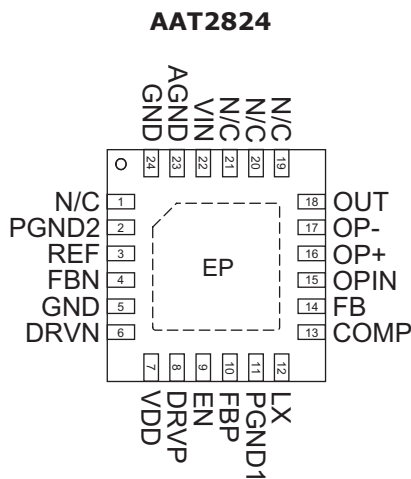 AAT2824
GND
AGND
VIN
N/C
N/C
N/C
24
23
22
21
20
19
N/C 1
PGND2 2
REF 3
FBN 4
GND 5
DRVN 6
EP
18 OUT
17 OP-
16 OP+
15 OPIN
14 FB
13 COMP
7
8
9
10
11
12
VDD
DRVP
EN
FBP
PGND1
LX